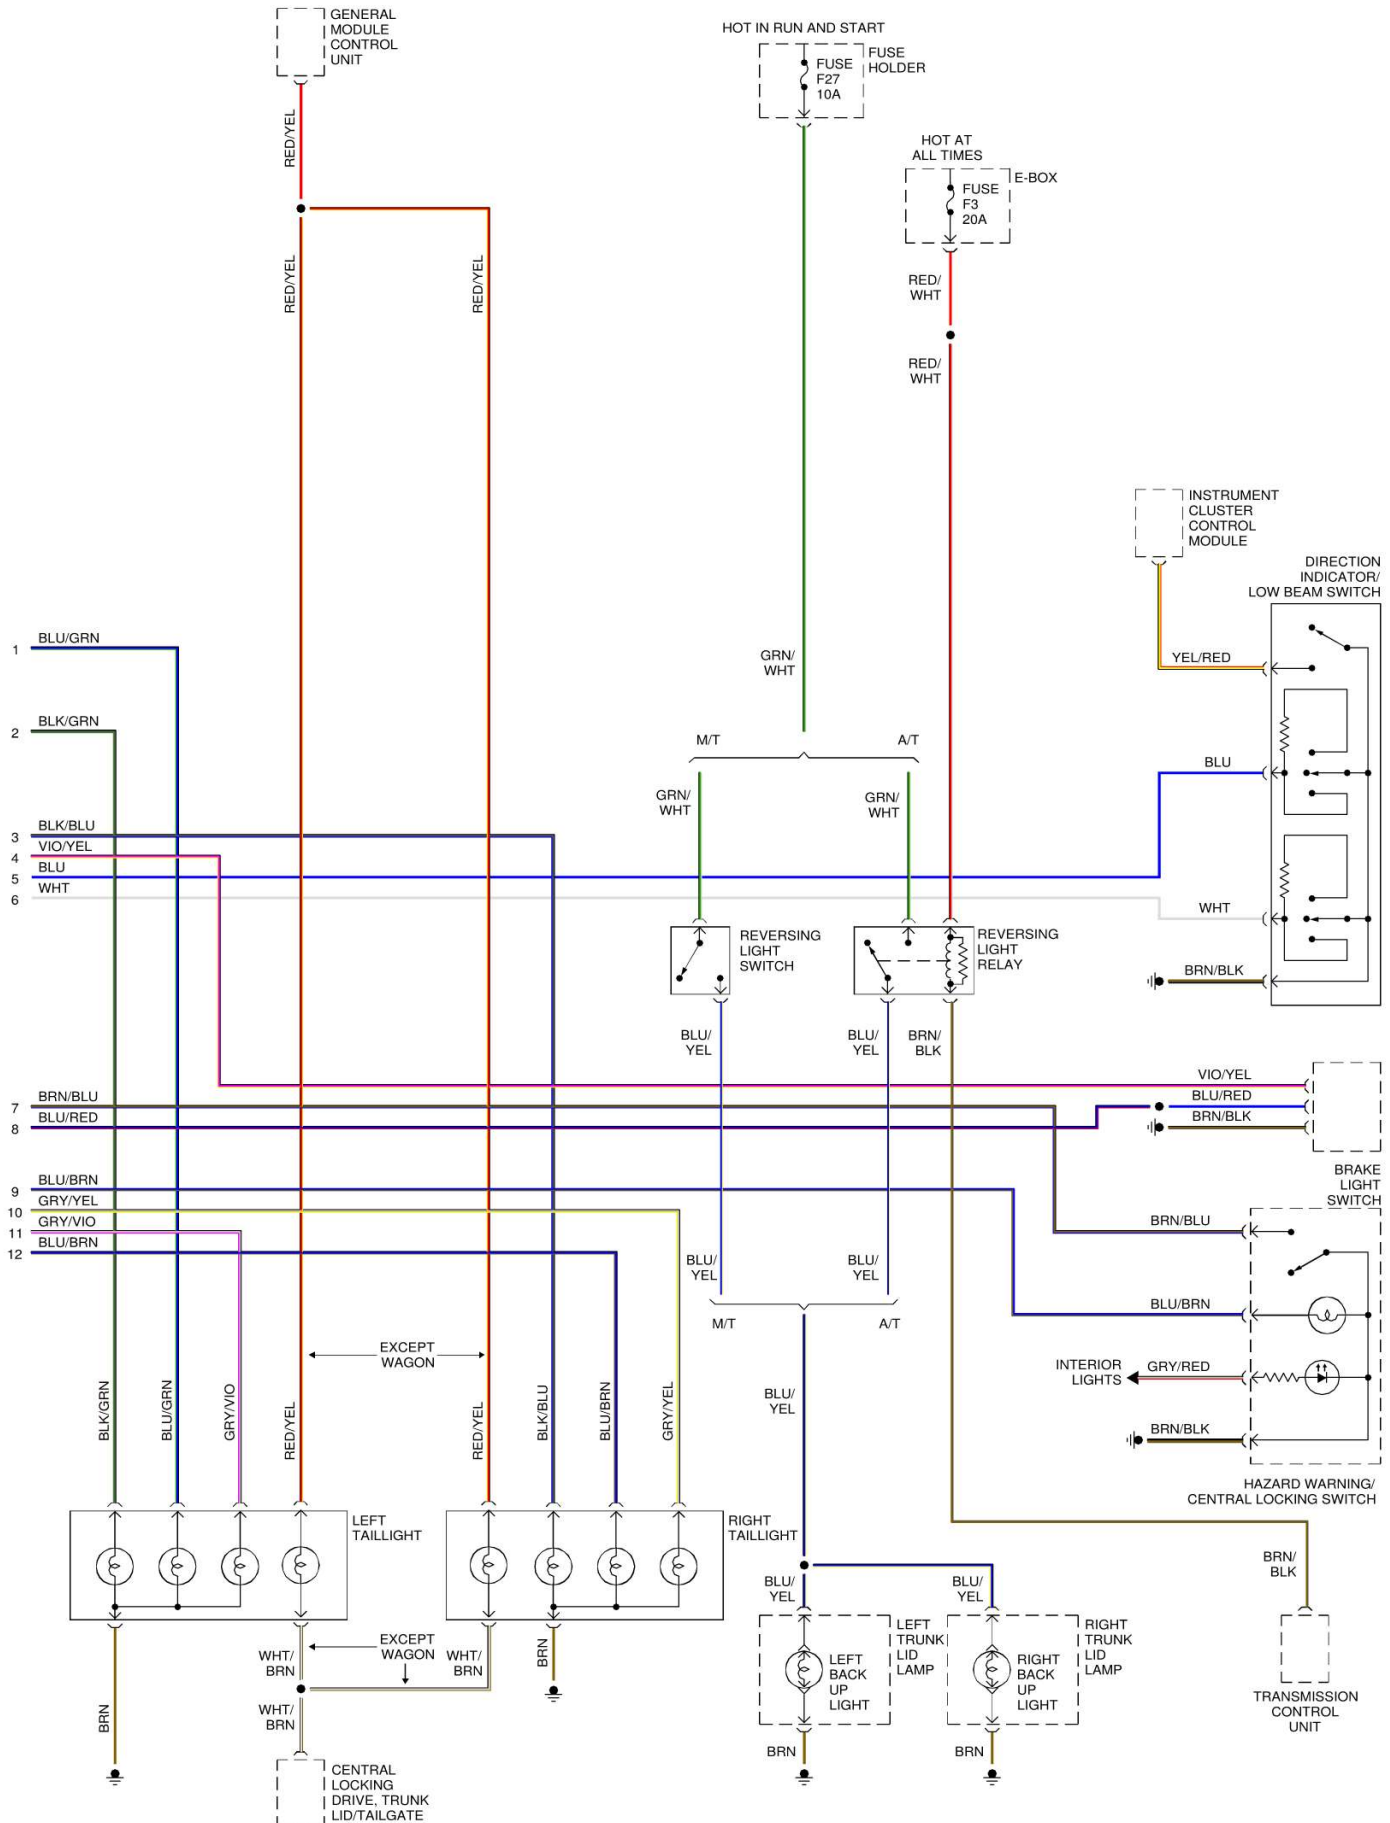 GENERAL
MODULE
CONTROL
UNIT
HOT IN RUN AND START
FUSE
HOLDER
FUSE
F27
10A
RED/YEL
HOT AT
ALL TIMES
E-BOX
FUSE
F3
20A
RED/YEL
RED/YEL
RED/
WHT
RED/
WHT
INSTRUMENT
CLUSTER
CONTROL
MODULE
DIRECTION
INDICATOR/
LOW BEAM SWITCH
1 BLU/GRN
GRN/
WHT
YEL/RED
2 BLK/GRN
M/T
A/T
BLU
GRN/
WHT
GRN/
WHT
3 BLK/BLU
4 VIO/YEL
5 BLU
6 WHT
WHT
REVERSING
LIGHT
SWITCH
REVERSING
LIGHT
RELAY
BRN/BLK
BLU/
YEL
BLU/
YEL
BRN/
BLK
VIO/YEL
7 BRN/BLU
BLU/RED
8 BLU/RED
BRN/BLK
BRAKE
LIGHT
SWITCH
9 BLU/BRN
10 GRY/YEL
11 GRY/VIO
12 BLU/BRN
BRN/BLU
BLU/
YEL
BLU/
YEL
M/T
A/T
BLU/BRN
EXCEPT
WAGON
INTERIOR
LIGHTS
GRY/RED
BLK/GRN
BLU/GRN
GRY/VIO
RED/YEL
RED/YEL
BLK/BLU
BLU/BRN
GRY/YEL
BLU/
YEL
BRN/BLK
HAZARD WARNING/
CENTRAL LOCKING SWITCH
LEFT
TAILLIGHT
RIGHT
TAILLIGHT
BRN/
BLK
BLU/
YEL
BLU/
YEL
WHT/
BRN
EXCEPT
WAGON
WHT/
BRN
BRN
LEFT
TRUNK
LID
LAMP
LEFT
BACK
UP
LIGHT
RIGHT
TRUNK
LID
LAMP
RIGHT
BACK
UP
LIGHT
TRANSMISSION
CONTROL
UNIT
BRN
WHT/
BRN
BRN
BRN
CENTRAL
LOCKING
DRIVE, TRUNK
LID/TAILGATE